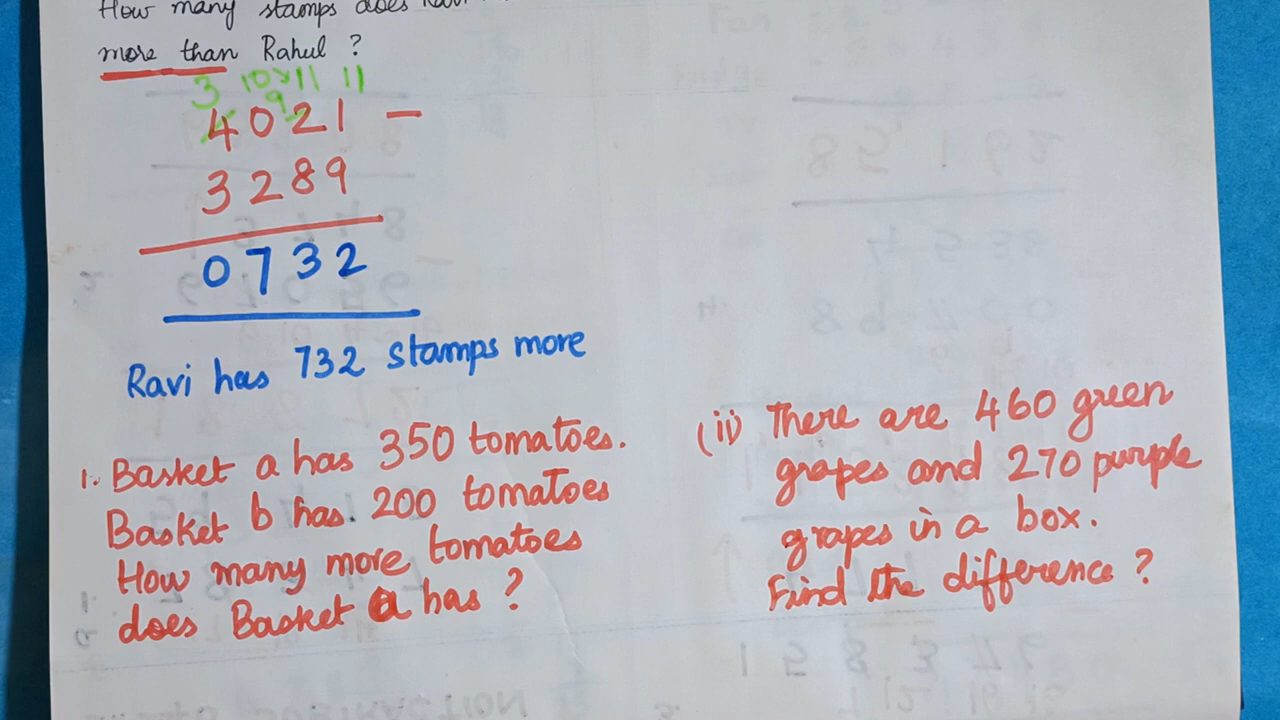 How many stamps does Ravi
more than Rahul ?
3 10 11 11
9
4021 -
3289
0732
Ravi has 732 stamps more
1. Basket a has 350 tomatoes.
Basket b has. 200 tomatoes
How many more tomatoes
does Basket a has ?
(ii) There are 460 green
grapes and 270 purple
grapes in a box.
Find the difference ?